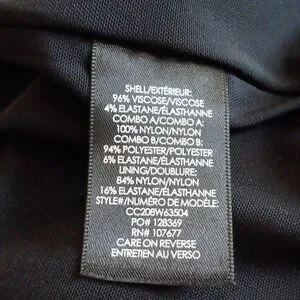 SHELL/EXTÉRIEUR:
96% VISCOSE/VISCOSE
4% ELASTANE/ÉLASTHANNE
COMBO A/COMBO A:
100% NYLON/NYLON
COMBO B/COMBO B:
94% POLYESTER/POLYESTER
6% ELASTANE/ÉLASTHANNE
LINING/DOUBLURE:
84% NYLON/NYLON
16% ELASTANE/ÉLASTHANNE
STYLE#/NUMÉRO DE MODÈLE:
CC208W63504
PO# 128369
RN# 107677
CARE ON REVERSE
ENTRETIEN AU VERSO